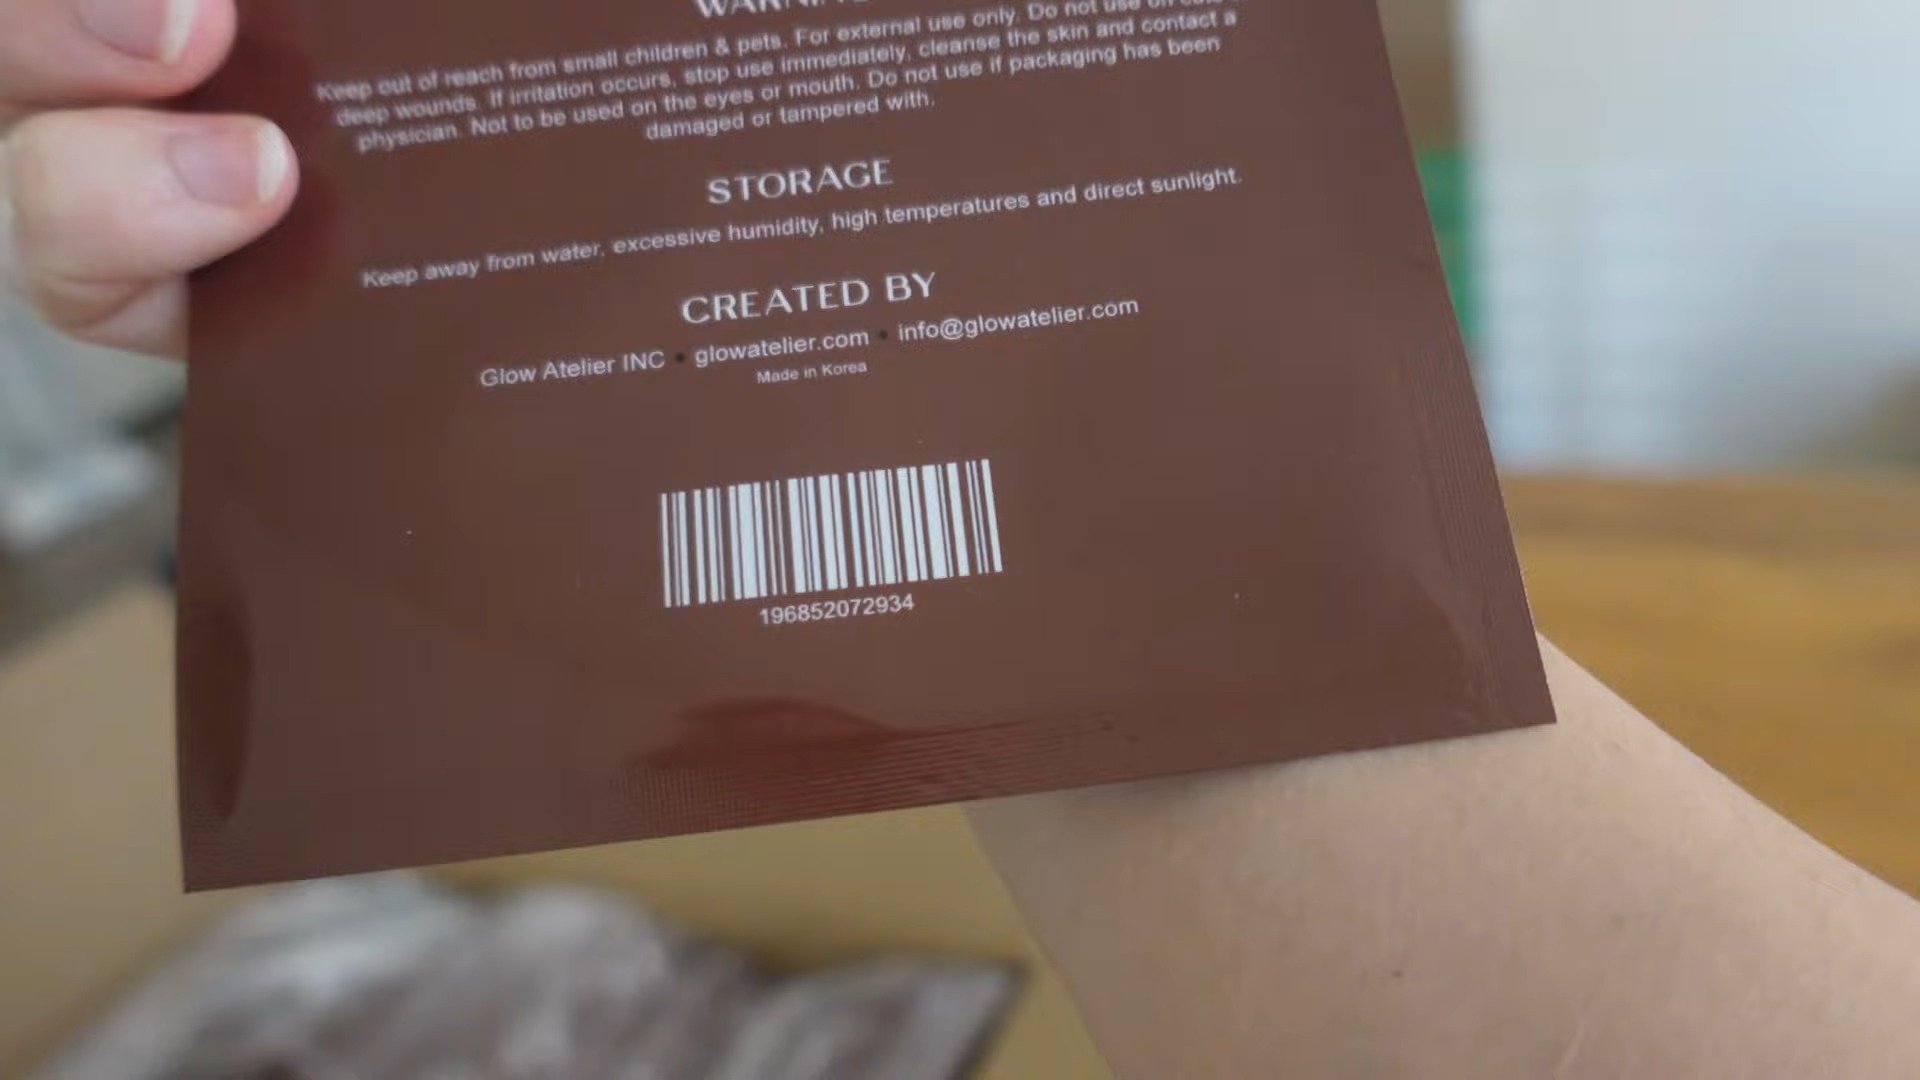 WARNING
Keep out of reach from small children & pets. For external use only. Do not use on cuts
deep wounds. If irritation occurs, stop use immediately, cleanse the skin and contact a
physician. Not to be used on the eyes or mouth. Do not use if packaging has been
damaged or tampered with.
STORAGE
Keep away from water, excessive humidity, high temperatures and direct sunlight.
CREATED BY
Glow Atelier INC • glowatelier.com • info@glowatelier.com
Made in Korea
196852072934